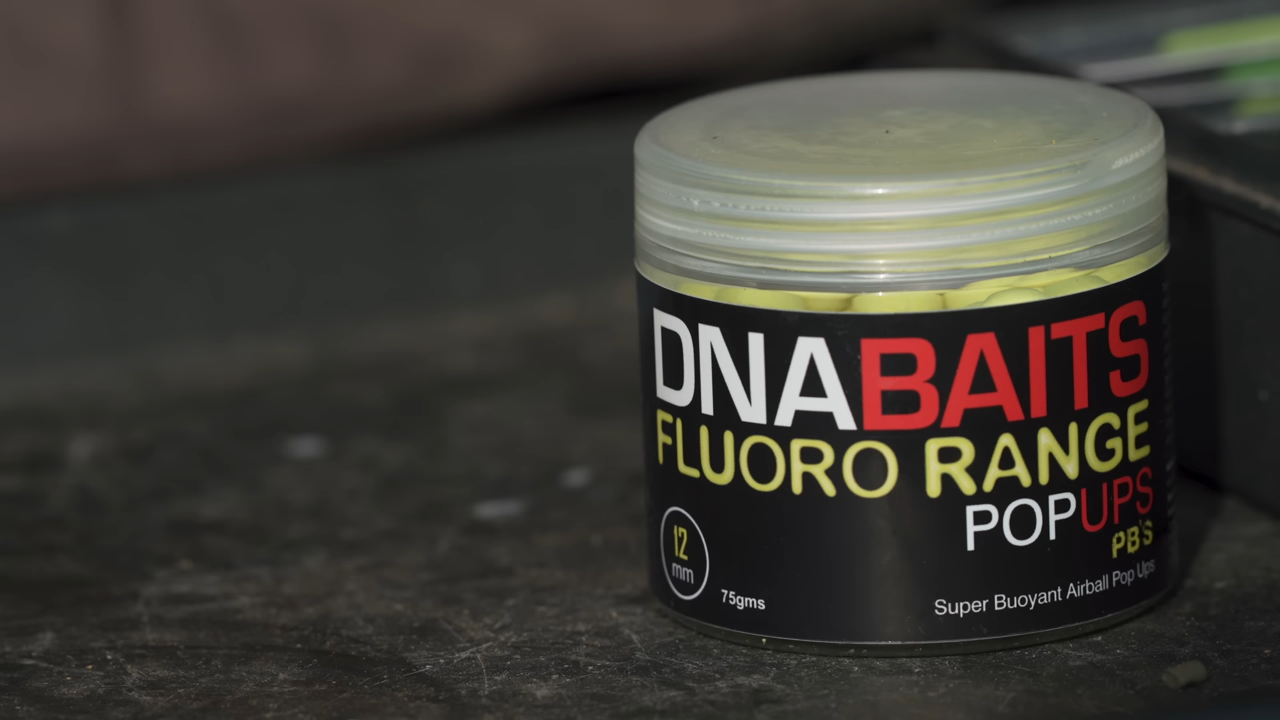 DNABAITS
FLUORO RANGE
POPUPS
PB'S
12
mm
75gms
Super Buoyant Airball Pop Ups